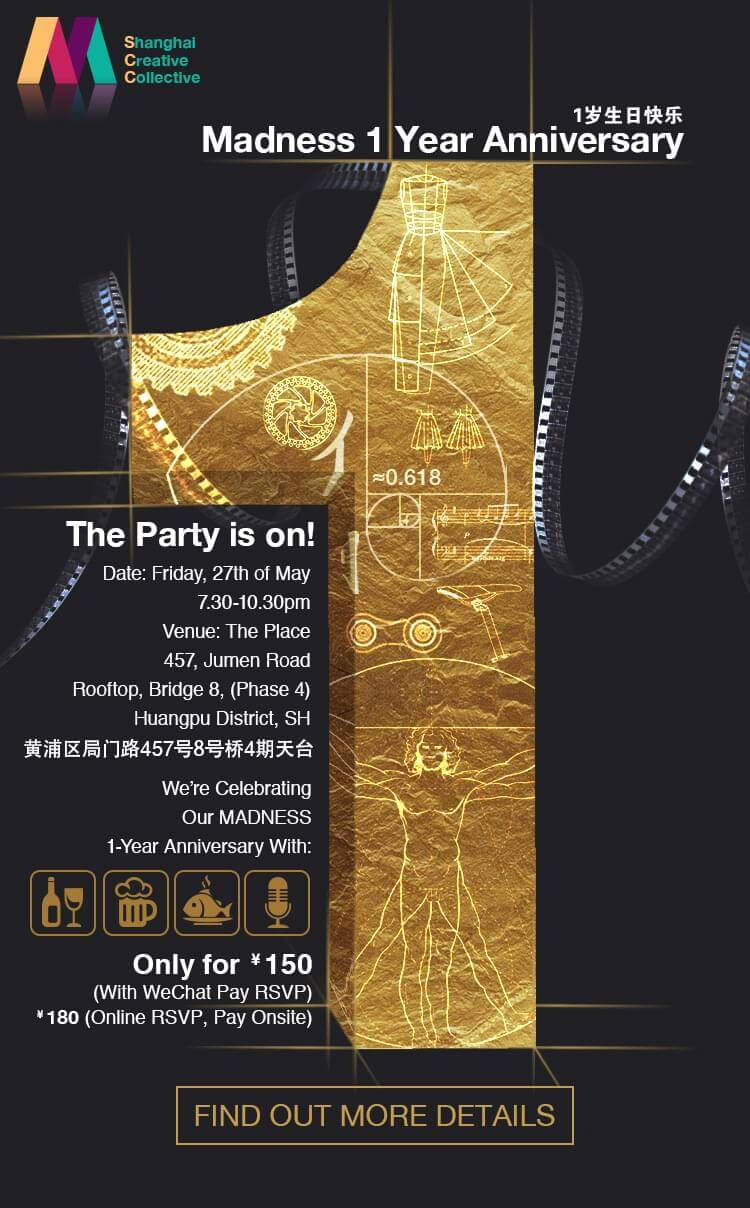 Shanghai
Creative
Collective
1岁生日快乐
Madness 1 Year Anniversary
≈0.618
P
The Party is on!
Date: Friday, 27th of May
7.30-10.30pm
Venue: The Place
457, Jumen Road
Rooftop, Bridge 8, (Phase 4)
Huangpu District, SH
黄浦区局门路457号8号桥4期天台
We’re Celebrating
Our MADNESS
1-Year Anniversary With:
Only for ¥150
(With WeChat Pay RSVP)
¥180 (Online RSVP, Pay Onsite)
FIND OUT MORE DETAILS